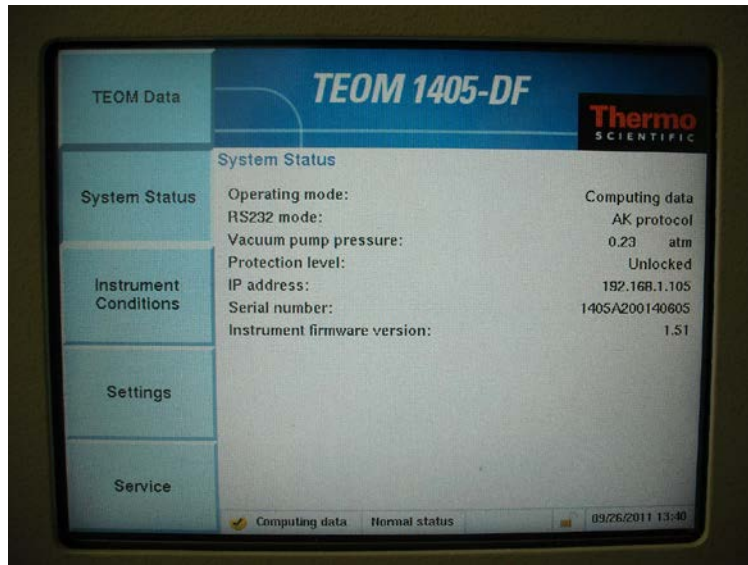 TEOM Data
TEOM 1405-DF
Thermo
SCIENTIFIC
System Status
System Status
Operating mode: Computing data
RS232 mode: AK protocol
Vacuum pump pressure: 0.23 atm
Protection level: Unlocked
Instrument Conditions
IP address: 192.168.1.105
Serial number: 1405A200140605
Instrument firmware version: 1.51
Settings
Service
Computing data Normal status 09/26/2011 13:40